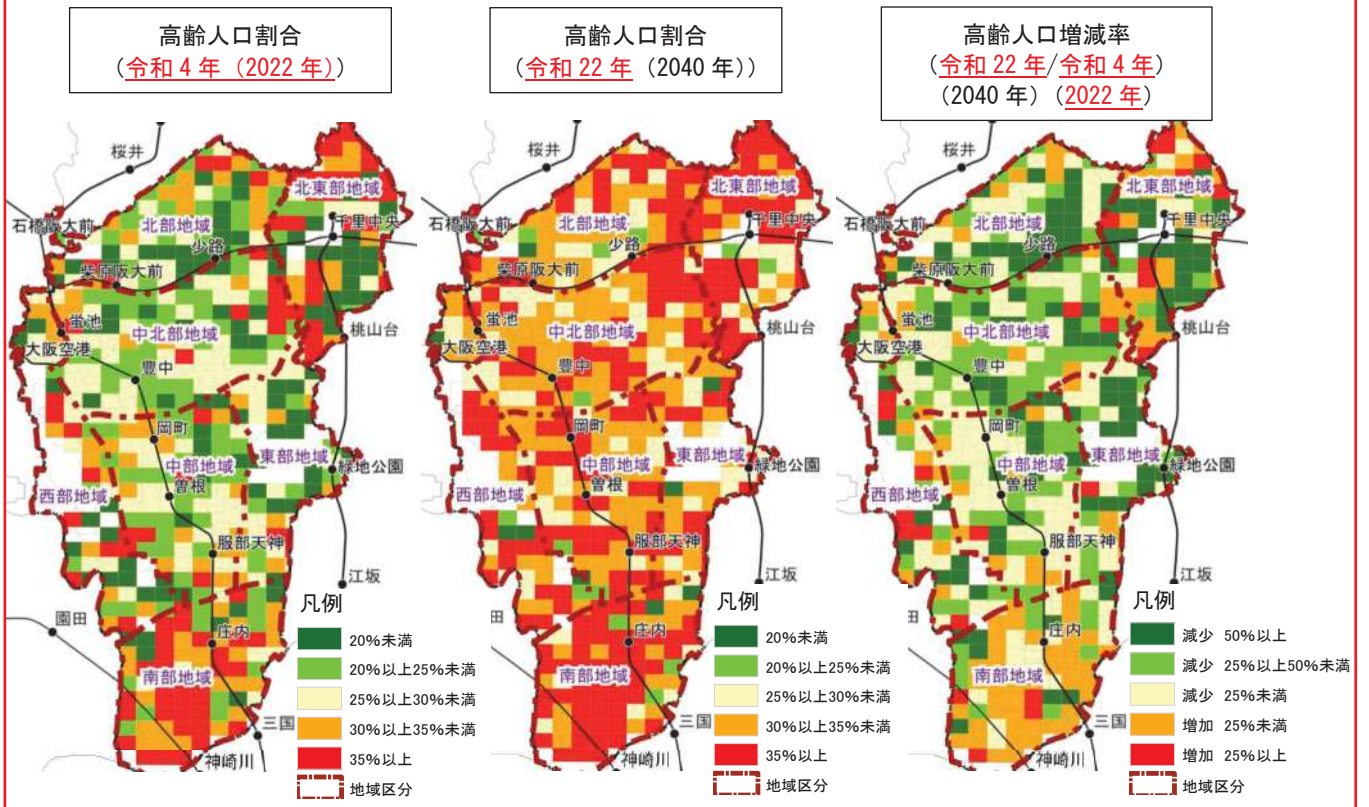 高齢人口割合
（令和４年（2022年））
高齢人口割合
（令和22年（2040年））
高齢人口増減率
（令和22年/令和４年）
（2040年）（2022年）
桜井
北東部地域
石橋阪大前
北部地域
千里中央
少路
柴原阪大前
蛍池
中北部地域
桃山台
大阪空港
豊中
岡町
中部地域
東部地域
緑地公園
西部地域
曽根
服部天神
江坂
園田
庄内
南部地域
三国
神崎川
凡例
20%未満
20%以上25%未満
25%以上30%未満
30%以上35%未満
35%以上
地域区分
桜井
北東部地域
石橋阪大前
北部地域
千里中央
少路
柴原阪大前
蛍池
中北部地域
桃山台
大阪空港
豊中
岡町
中部地域
東部地域
緑地公園
西部地域
曽根
服部天神
江坂
庄内
南部地域
三国
神崎川
凡例
20%未満
20%以上25%未満
25%以上30%未満
30%以上35%未満
35%以上
地域区分
桜井
北東部地域
石橋阪大前
北部地域
千里中央
少路
柴原阪大前
蛍池
中北部地域
桃山台
大阪空港
豊中
岡町
中部地域
東部地域
緑地公園
西部地域
曽根
服部天神
江坂
庄内
南部地域
三国
神崎川
凡例
減少 50%以上
減少 25%以上50%未満
減少 25%未満
増加 25%未満
増加 25%以上
地域区分